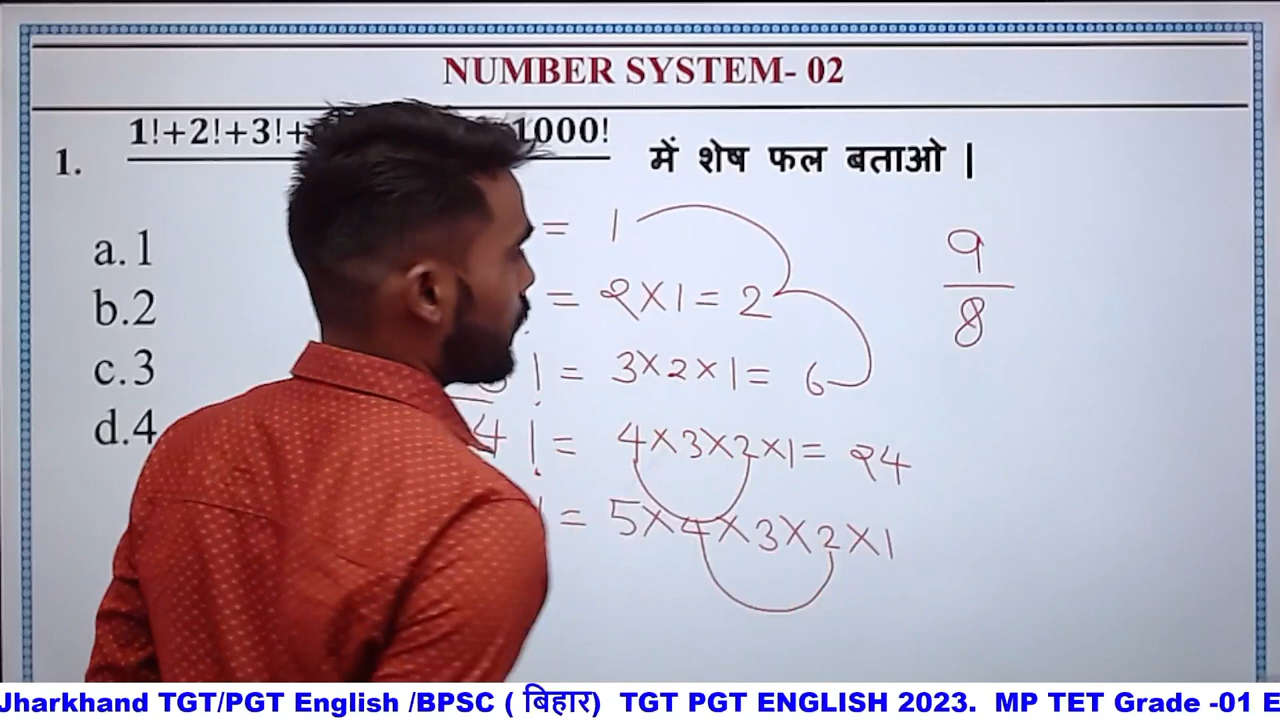 NUMBER SYSTEM- 02
1. 1!+2!+3!+ 1000! में शेष फल बताओ |
a. 1
b. 2
c. 3
d. 4
= 1
= २×1= 2
! = 3×2×1= 6
4! = 4×3×2×1= २4
= 5×4×3×2×1
9
8
Jharkhand TGT/PGT English /BPSC ( बिहार) TGT PGT ENGLISH 2023. MP TET Grade -01 E